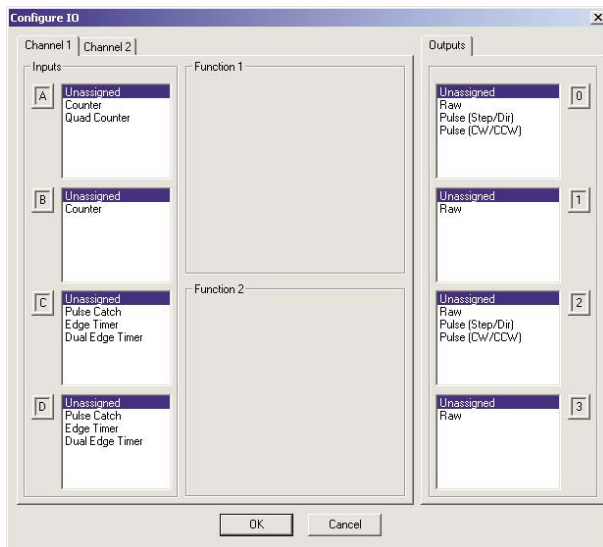 Configure IO
Channel 1
Channel 2
Outputs
Inputs
Function 1
A
Unassigned
Counter
Quad Counter
B
Unassigned
Counter
C
Unassigned
Pulse Catch
Edge Timer
Dual Edge Timer
D
Unassigned
Pulse Catch
Edge Timer
Dual Edge Timer
Function 2
Unassigned
Raw
Pulse (Step/Dir)
Pulse (CW/CCW)
0
Unassigned
Raw
1
Unassigned
Raw
Pulse (Step/Dir)
Pulse (CW/CCW)
2
Unassigned
Raw
3
OK
Cancel